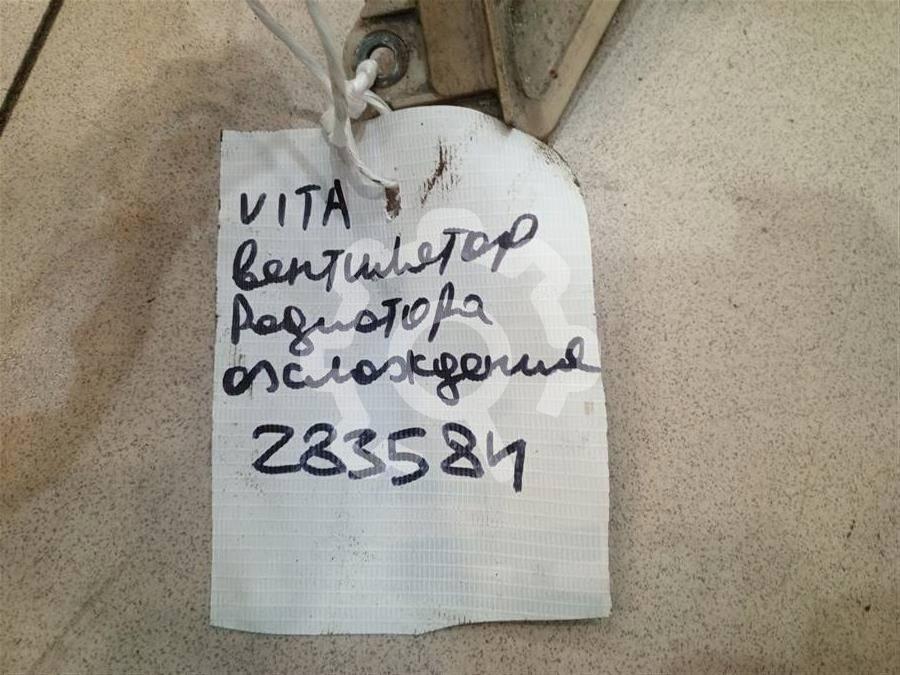 VITA
вентилятор
радиатора
охлаждения
283584